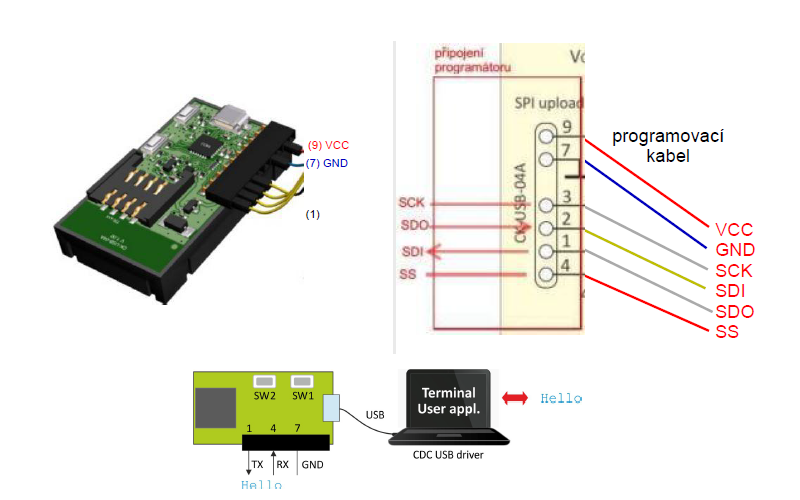 (9) VCC
(7) GND
(1)
připojení
programátoru
SPI upload
CK-USB-04A
9
7
3
2
1
4
SCK
SDO
SDI
SS
programovací
kabel
VCC
GND
SCK
SDI
SDO
SS
SW2
SW1
1
4
7
TX
RX
GND
Hello
USB
Terminal
User appl.
CDC USB driver
Hello